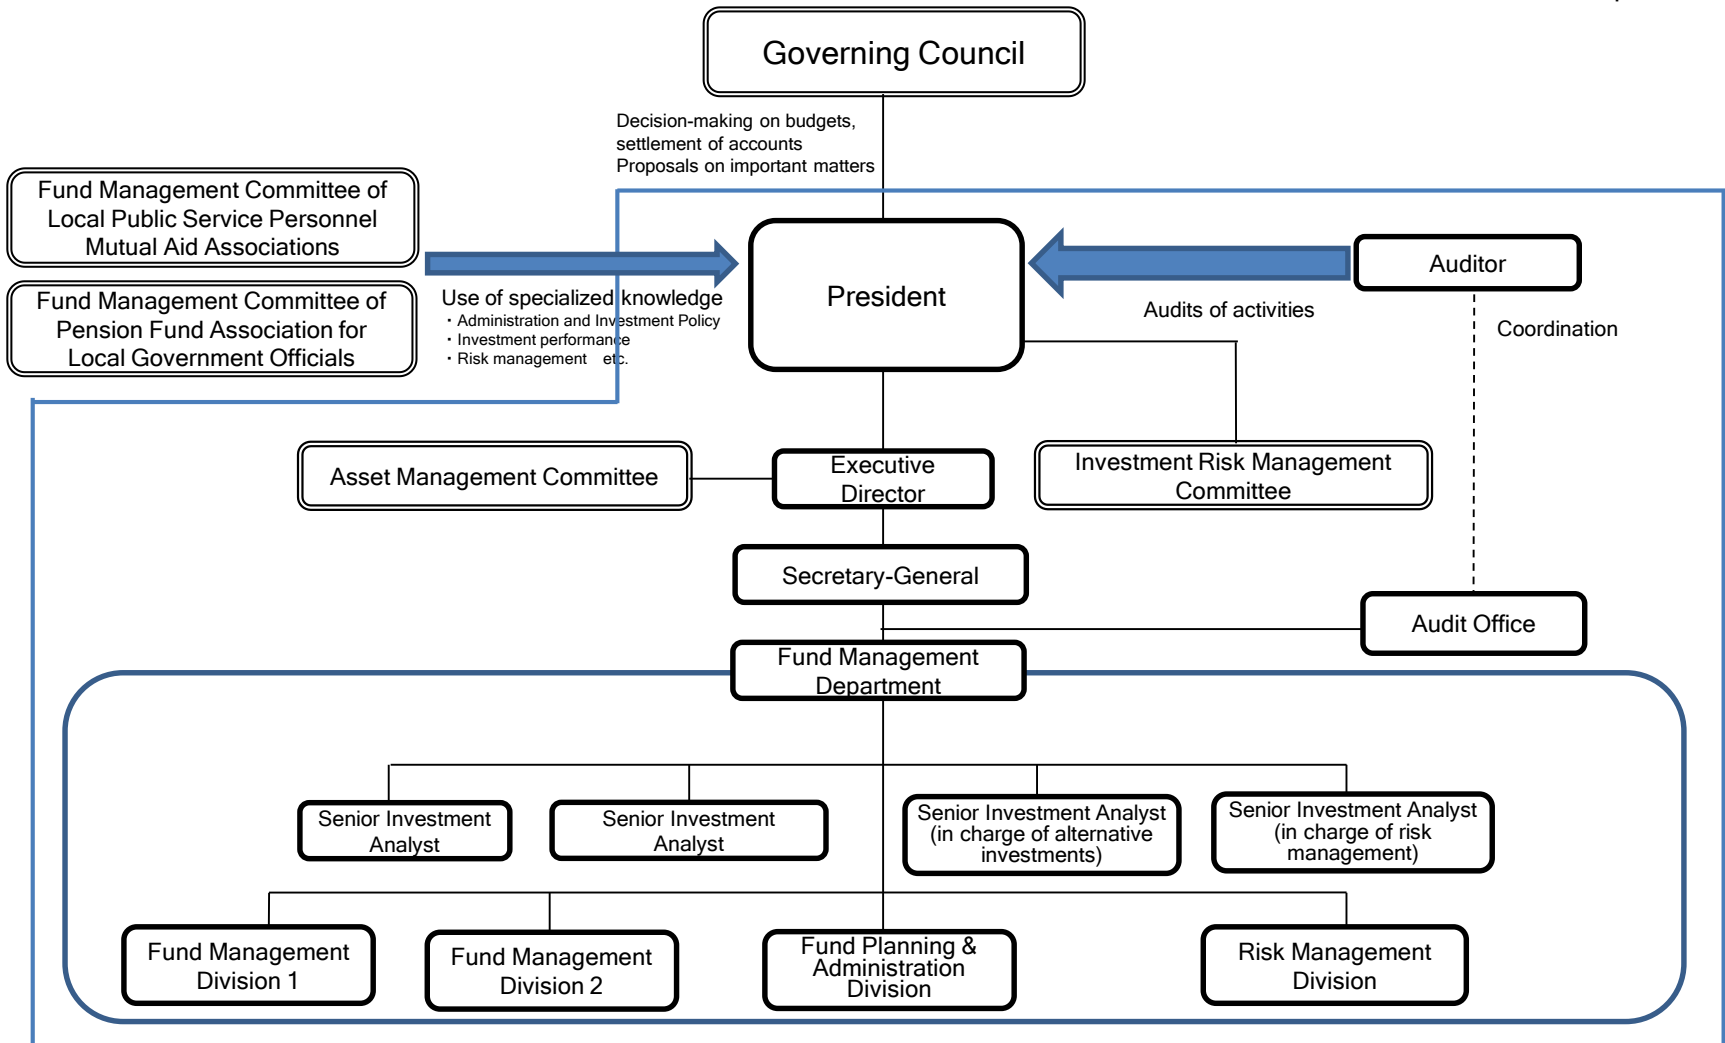 Governing Council
Decision-making on budgets,
settlement of accounts
Proposals on important matters
Fund Management Committee of
Local Public Service Personnel
Mutual Aid Associations
Fund Management Committee of
Pension Fund Association for
Local Government Officials
Use of specialized knowledge
・Administration and Investment Policy
・Investment performance
・Risk management etc.
President
Auditor
Audits of activities
Coordination
Asset Management Committee
Executive
Director
Investment Risk Management
Committee
Secretary-General
Audit Office
Fund Management
Department
Senior Investment
Analyst
Senior Investment
Analyst
Senior Investment Analyst
(in charge of alternative
investments)
Senior Investment Analyst
(in charge of risk
management)
Fund Management
Division 1
Fund Management
Division 2
Fund Planning &
Administration
Division
Risk Management
Division